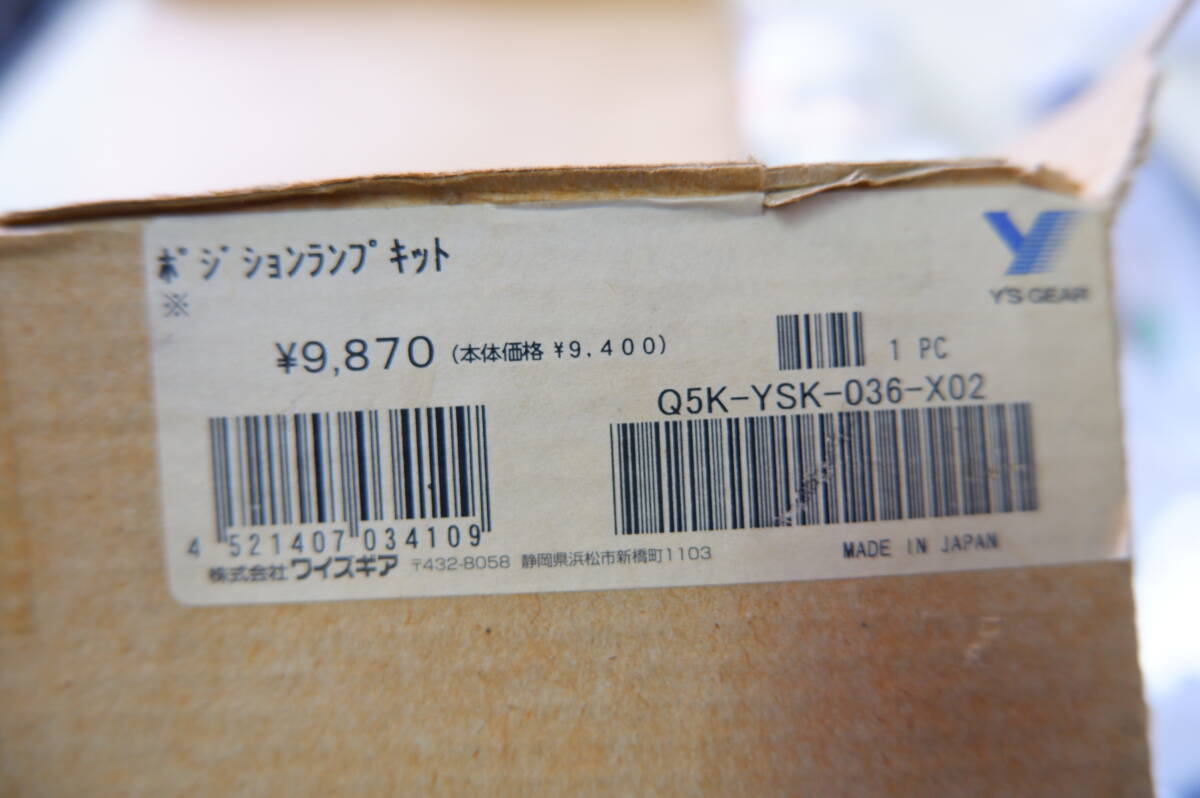 ﾎﾟｼﾞｼｮﾝﾗﾝﾌﾟｷｯﾄ
※
Y'S GEAR
¥9,870 (本体価格 ¥9,400)
1 PC
Q5K-YSK-036-X02
4 521407 034109
MADE IN JAPAN
株式会社ワイズギア 〒432-8058 静岡県浜松市新橋町1103